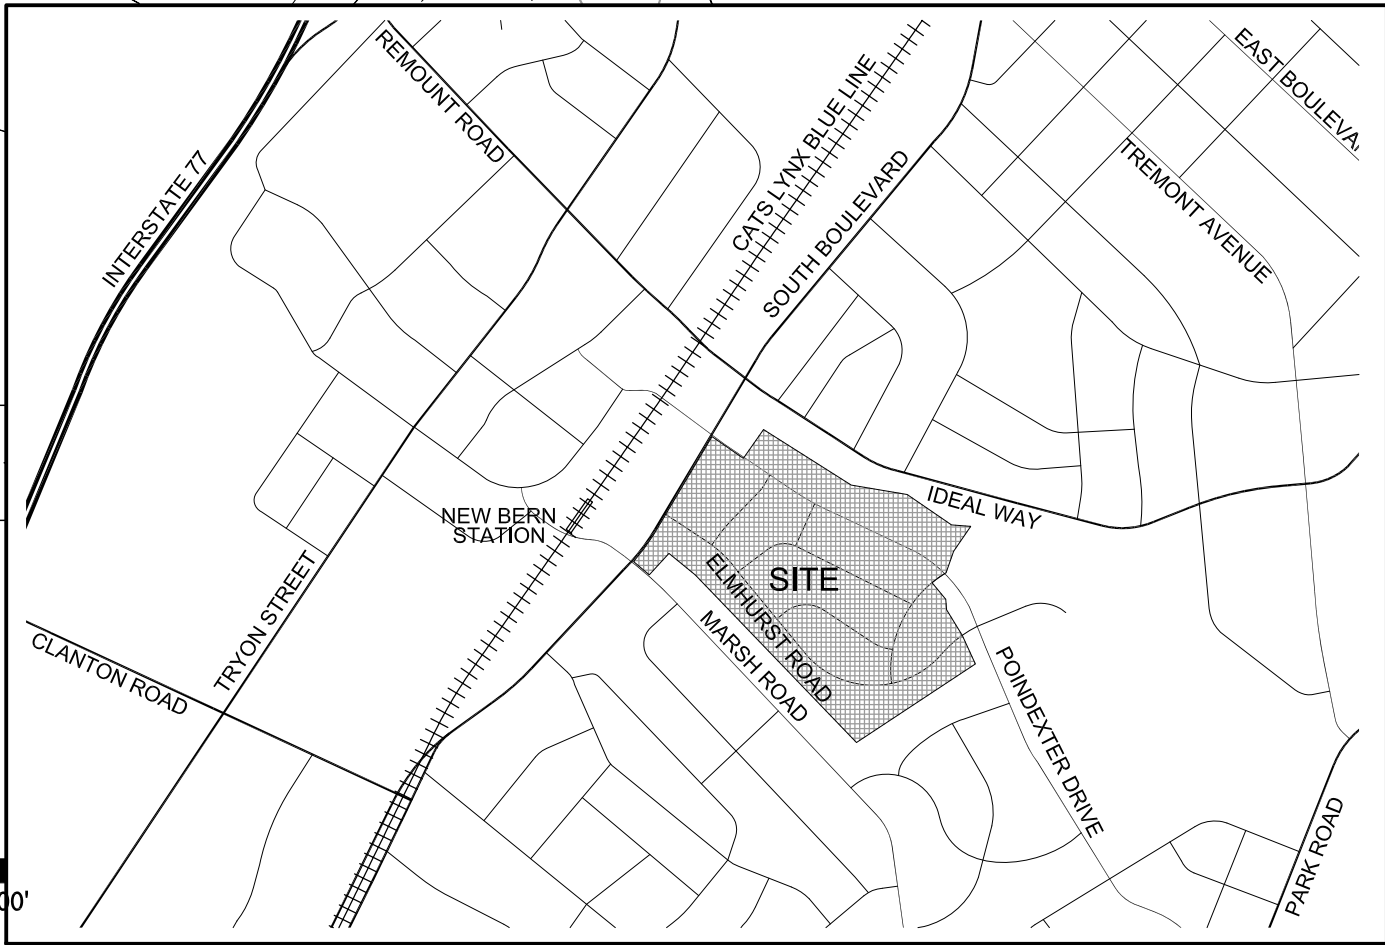 REMOUNT ROAD
EAST BOULEVA
INTERSTATE 77
CATS LYNX BLUE LINE
SOUTH BOULEVARD
TREMONT AVENUE
NEW BERN
STATION
IDEAL WAY
SITE
ELMHURST ROAD
MARSH ROAD
TRYON STREET
CLANTON ROAD
POINDEXTER DRIVE
PARK ROAD
00'